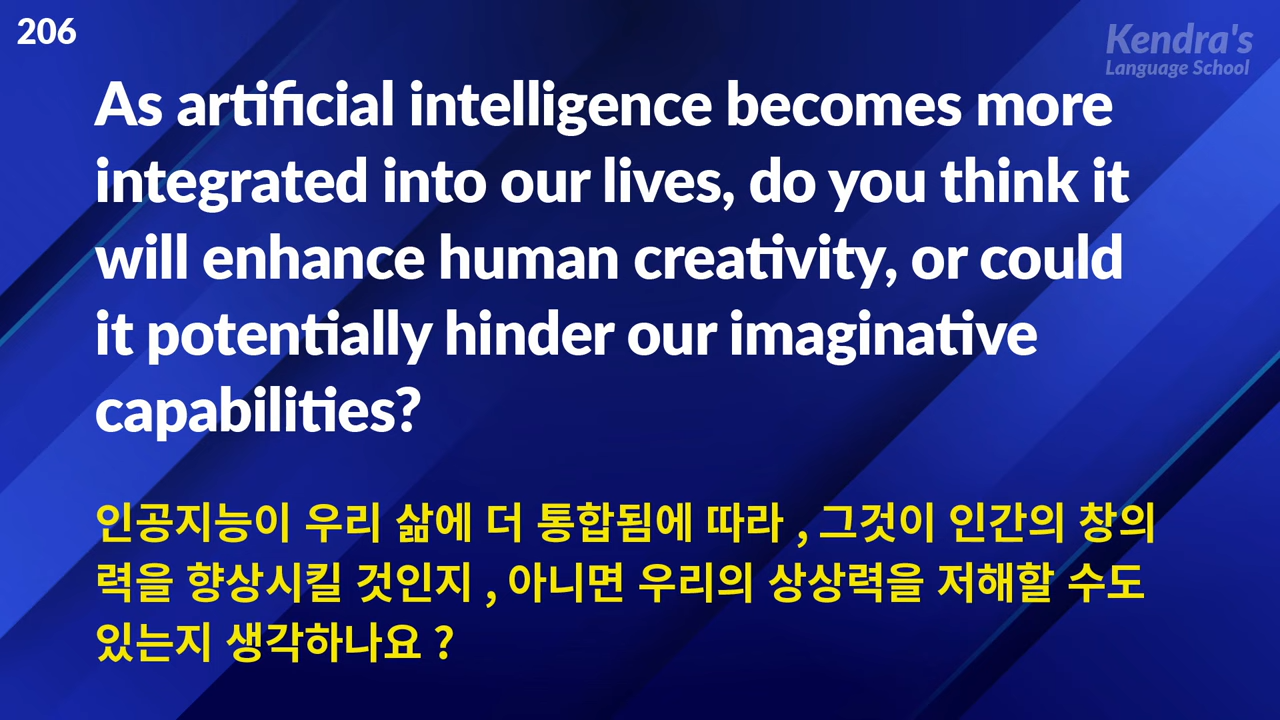 206
Kendra's
Language School
As artificial intelligence becomes more
integrated into our lives, do you think it
will enhance human creativity, or could
it potentially hinder our imaginative
capabilities?
인공지능이 우리 삶에 더 통합됨에 따라 , 그것이 인간의 창의
력을 향상시킬 것인지 , 아니면 우리의 상상력을 저해할 수도
있는지 생각하나요 ?